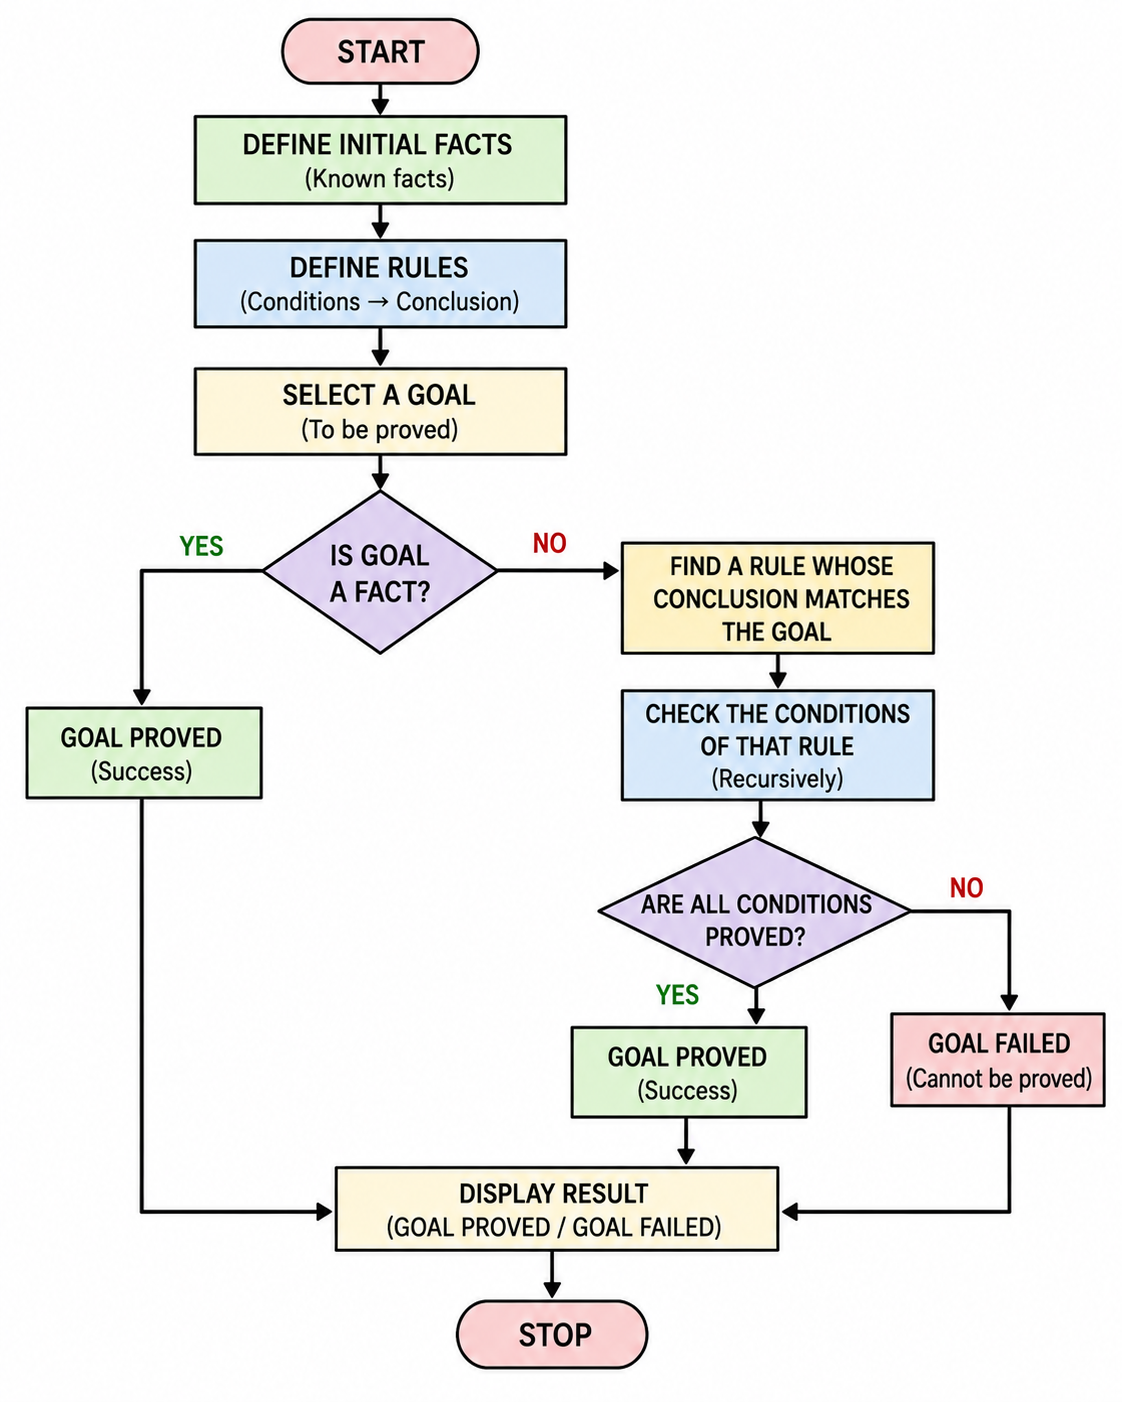 START
DEFINE INITIAL FACTS
(Known facts)
DEFINE RULES
(Conditions → Conclusion)
SELECT A GOAL
(To be proved)
IS GOAL
A FACT?
YES
NO
FIND A RULE WHOSE
CONCLUSION MATCHES
THE GOAL
CHECK THE CONDITIONS
OF THAT RULE
(Recursively)
GOAL PROVED
(Success)
ARE ALL CONDITIONS
PROVED?
NO
YES
GOAL PROVED
(Success)
GOAL FAILED
(Cannot be proved)
DISPLAY RESULT
(GOAL PROVED / GOAL FAILED)
STOP